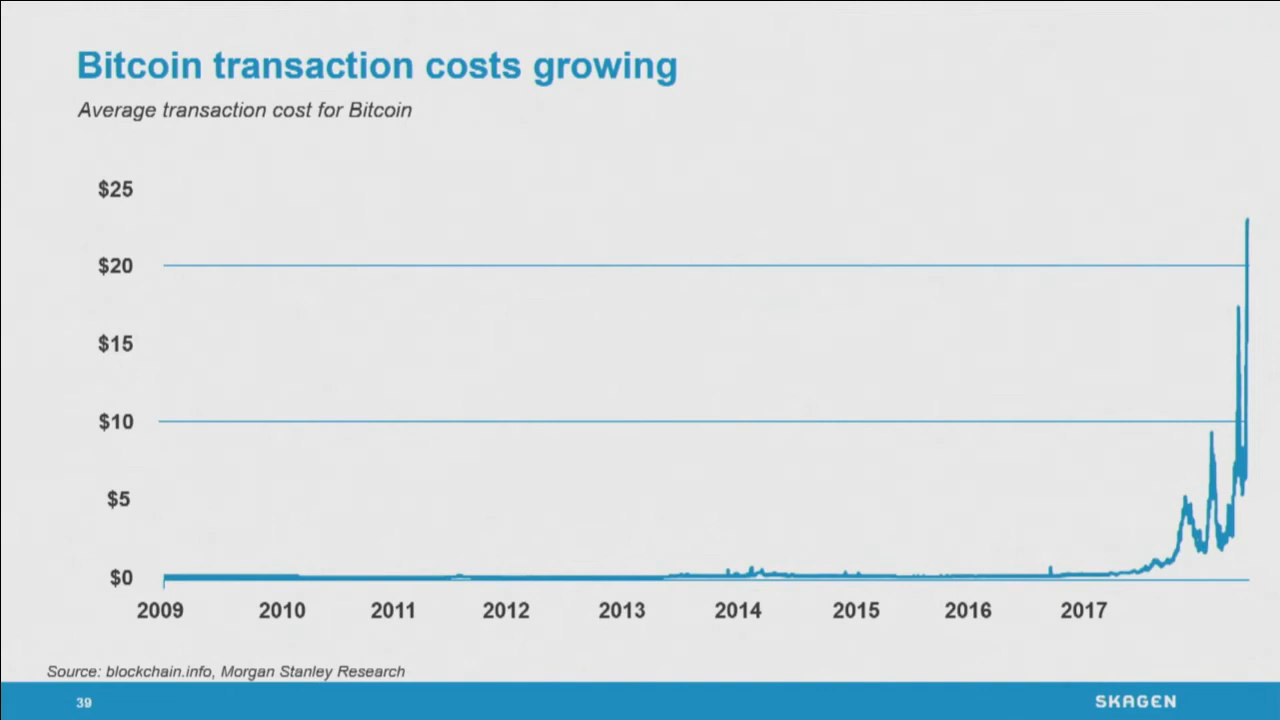 Bitcoin transaction costs growing
Average transaction cost for Bitcoin
$25
$20
$15
$10
$5
$0
2009 2010 2011 2012 2013 2014 2015 2016 2017
Source: blockchain.info, Morgan Stanley Research
39
SKAGEN